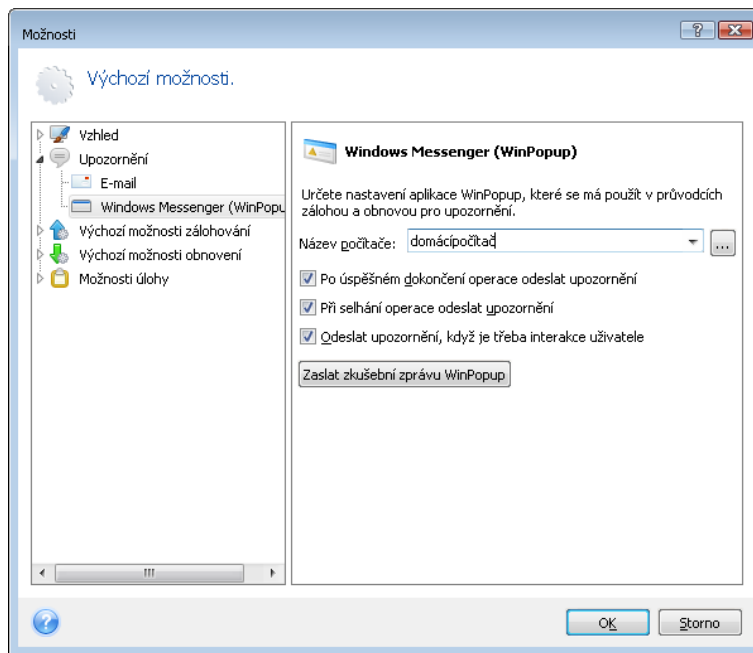 Možnosti
Výchozí možnosti.
Vzhled
Upozornění
E-mail
Windows Messenger (WinPopu
Výchozí možnosti zálohování
Výchozí možnosti obnovení
Možnosti úlohy
Windows Messenger (WinPopup)
Určete nastavení aplikace WinPopup, které se má použít v průvodcích
zálohou a obnovou pro upozornění.
Název počítače: domácípočítač ...
Po úspěšném dokončení operace odeslat upozornění
Při selhání operace odeslat upozornění
Odeslat upozornění, když je třeba interakce uživatele
Zaslat zkušební zprávu WinPopup
OK Storno